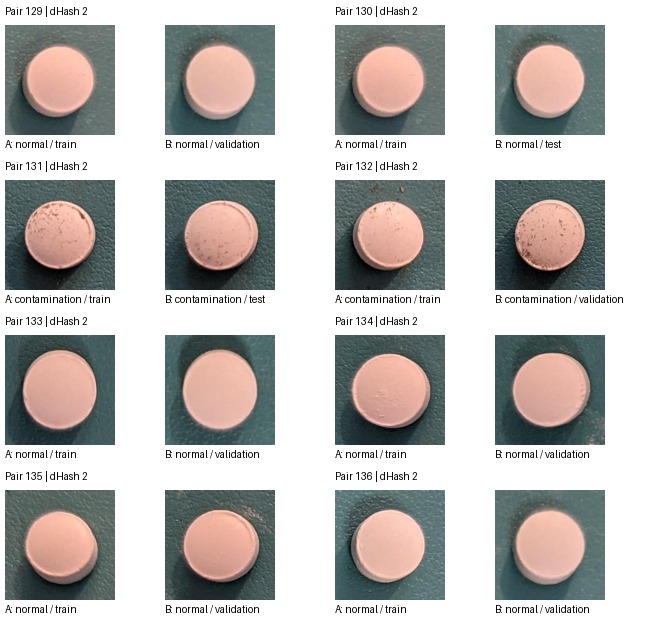 Pair 129 | dHash 2
A: normal / train
B: normal / validation
Pair 130 | dHash 2
A: normal / train
B: normal / test
Pair 131 | dHash 2
A: contamination / train
B: contamination / test
Pair 132 | dHash 2
A: contamination / train
B: contamination / validation
Pair 133 | dHash 2
A: normal / train
B: normal / validation
Pair 134 | dHash 2
A: normal / train
B: normal / validation
Pair 135 | dHash 2
A: normal / train
B: normal / validation
Pair 136 | dHash 2
A: normal / train
B: normal / validation